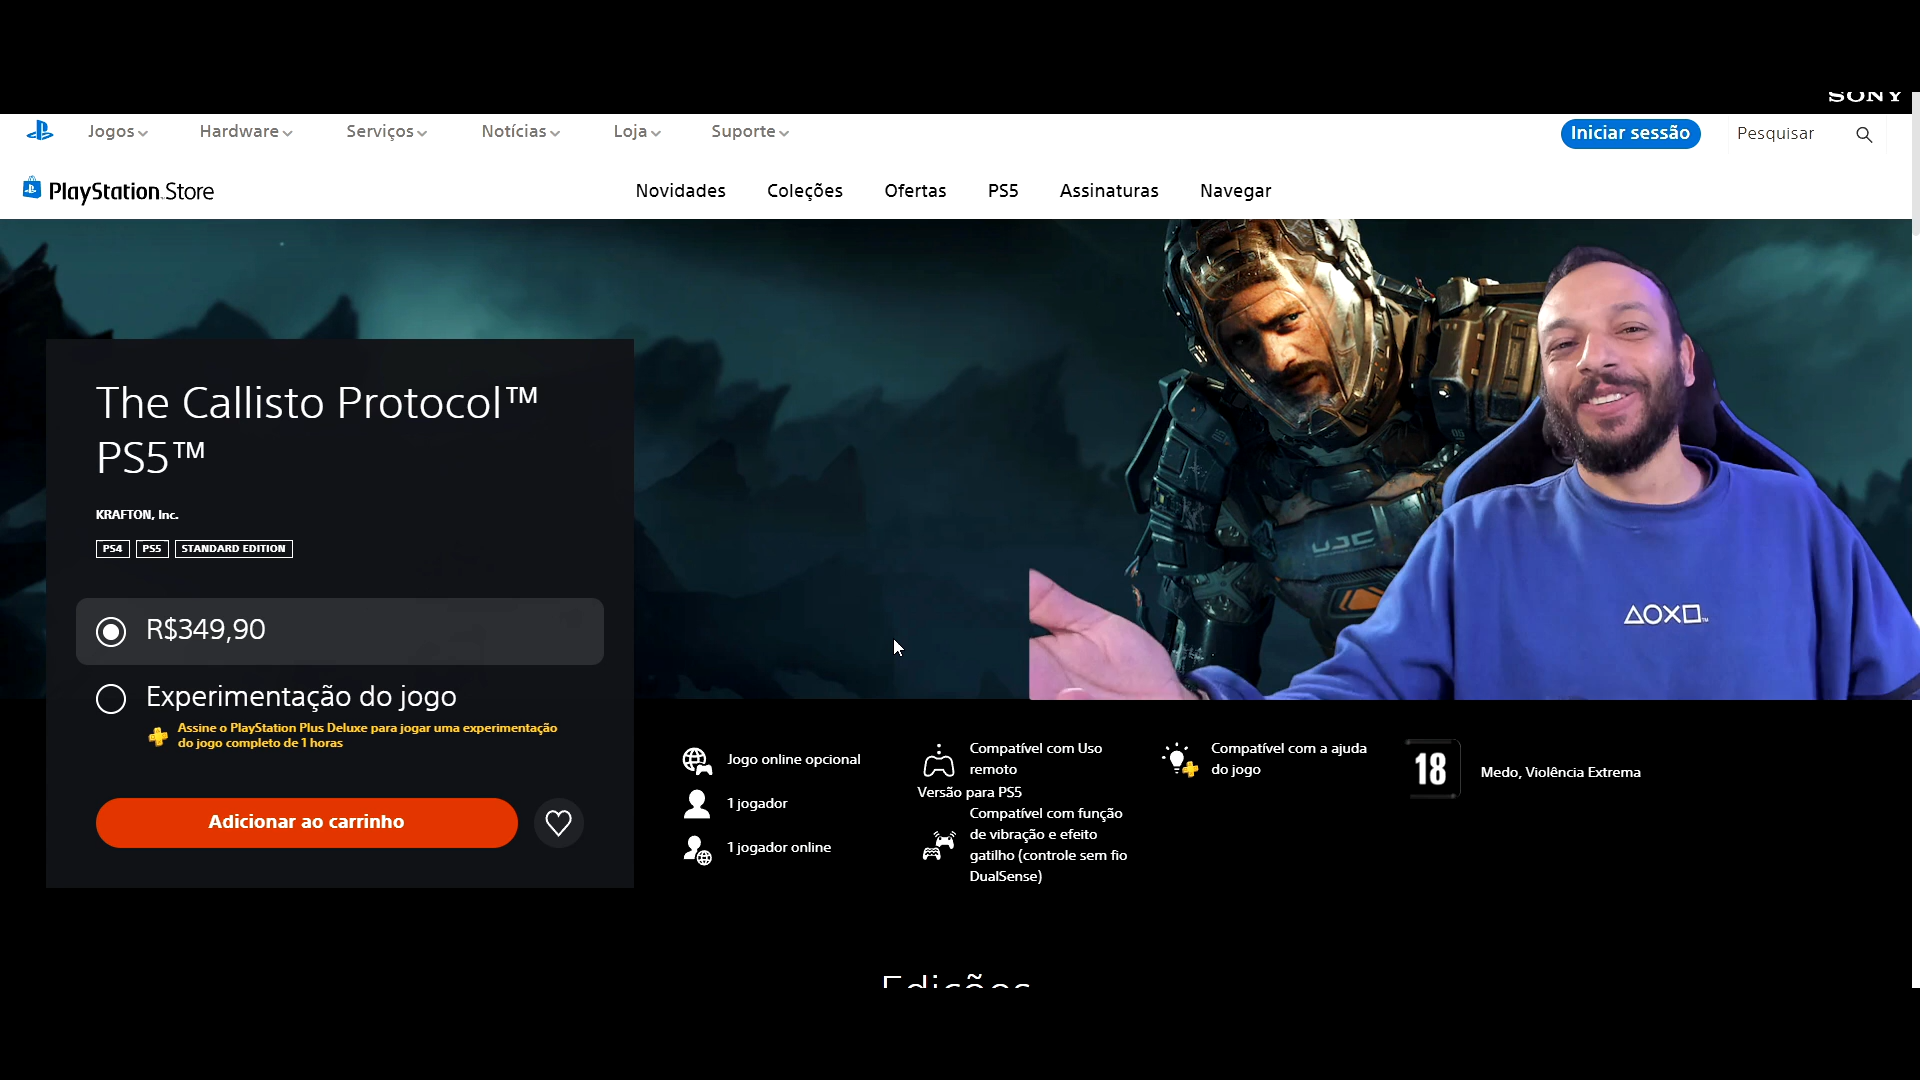 SONY
Jogos
Hardware
Serviços
Notícias
Loja
Suporte
Iniciar sessão
Pesquisar
PlayStation Store
Novidades
Coleções
Ofertas
PS5
Assinaturas
Navegar
The Callisto Protocol™
PS5™
KRAFTON, Inc.
PS4 PS5 STANDARD EDITION
R$349,90
Experimentação do jogo
Assine o PlayStation Plus Deluxe para jogar uma experimentação
do jogo completo de 1 horas
Adicionar ao carrinho
UJC
Jogo online opcional
1 jogador
1 jogador online
Compatível com Uso
remoto
Versão para PS5
Compatível com função
de vibração e efeito
gatilho (controle sem fio
DualSense)
Compatível com a ajuda
do jogo
18
Medo, Violência Extrema
Edições